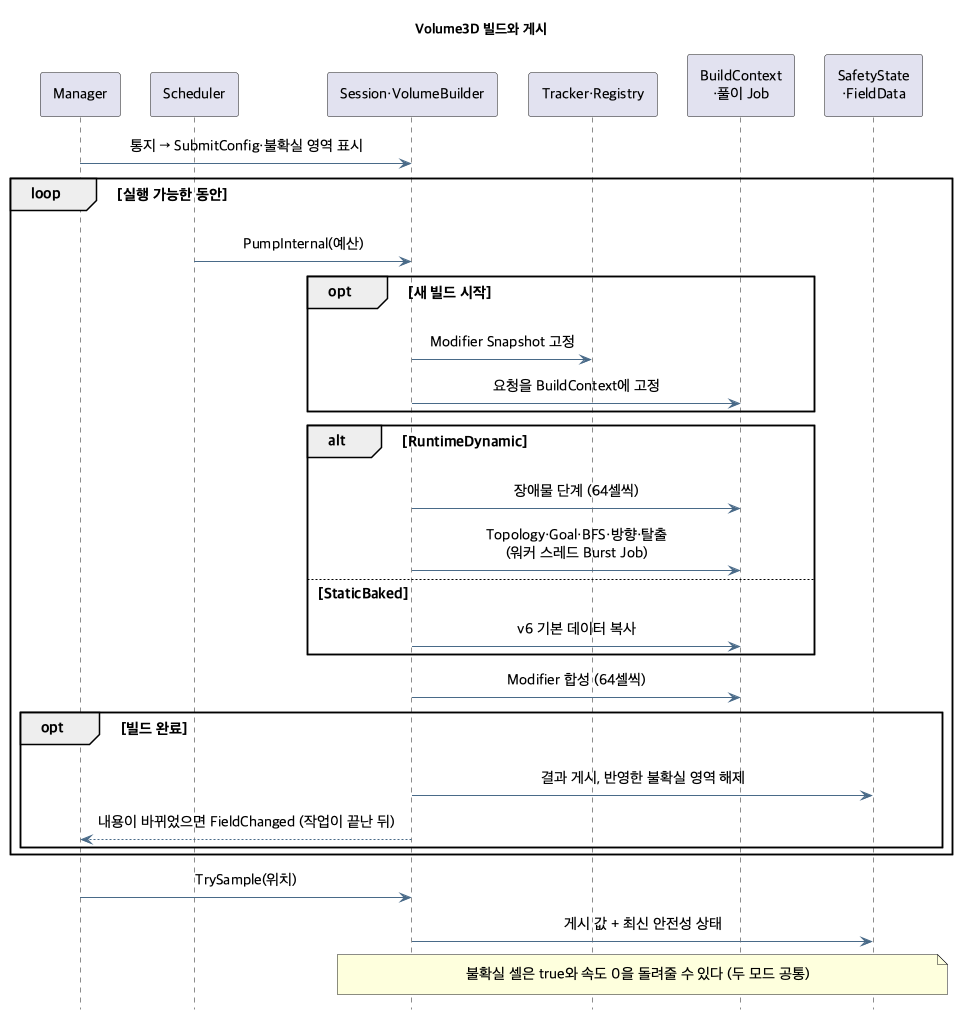 Volume3D 빌드와 게시
Manager
Scheduler
Session·VolumeBuilder
Tracker·Registry
BuildContext
·풀이 Job
SafetyState
·FieldData
통지 → SubmitConfig·불확실 영역 표시
loop
[실행 가능한 동안]
PumpInternal(예산)
opt
[새 빌드 시작]
Modifier Snapshot 고정
요청을 BuildContext에 고정
alt
[RuntimeDynamic]
장애물 단계 (64셀씩)
Topology·Goal·BFS·방향·탈출
(워커 스레드 Burst Job)
[StaticBaked]
v6 기본 데이터 복사
Modifier 합성 (64셀씩)
opt
[빌드 완료]
결과 게시, 반영한 불확실 영역 해제
내용이 바뀌었으면 FieldChanged (작업이 끝난 뒤)
TrySample(위치)
게시 값 + 최신 안전성 상태
불확실 셀은 true와 속도 0을 돌려줄 수 있다 (두 모드 공통)